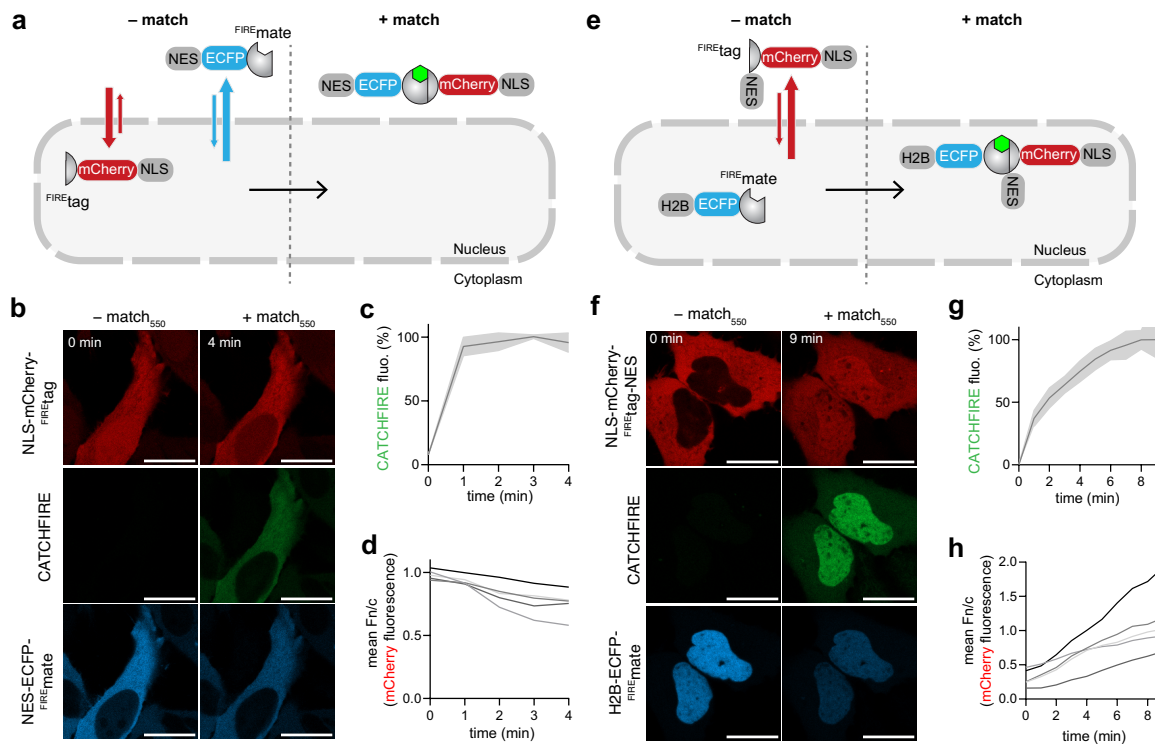 a
– match
+ match
FIREmate
NES
ECFP
NES
ECFP
mCherry
NLS
mCherry
NLS
FIREtag
Nucleus
Cytoplasm
e
– match
+ match
FIREtag
mCherry
NLS
NES
H2B
ECFP
mCherry
NLS
NES
FIREmate
H2B
ECFP
Nucleus
Cytoplasm
b
– match550
+ match550
0 min
4 min
NLS-mCherry-
FIREtag
CATCHFIRE
NES-ECFP-
FIREmate
c
CATCHFIRE fluo. (%)
100
50
0
0 1 2 3 4
time (min)
d
mean Fn/c
(mCherry fluorescence)
1.0
0.5
0.0
0 1 2 3 4
time (min)
f
– match550
+ match550
0 min
9 min
NLS-mCherry-
FIREtag-NES
CATCHFIRE
H2B-ECFP-
FIREmate
g
CATCHFIRE fluo. (%)
100
50
0
0 2 4 6 8
time (min)
h
mean Fn/c
(mCherry fluorescence)
2.0
1.5
1.0
0.5
0.0
0 2 4 6 8
time (min)